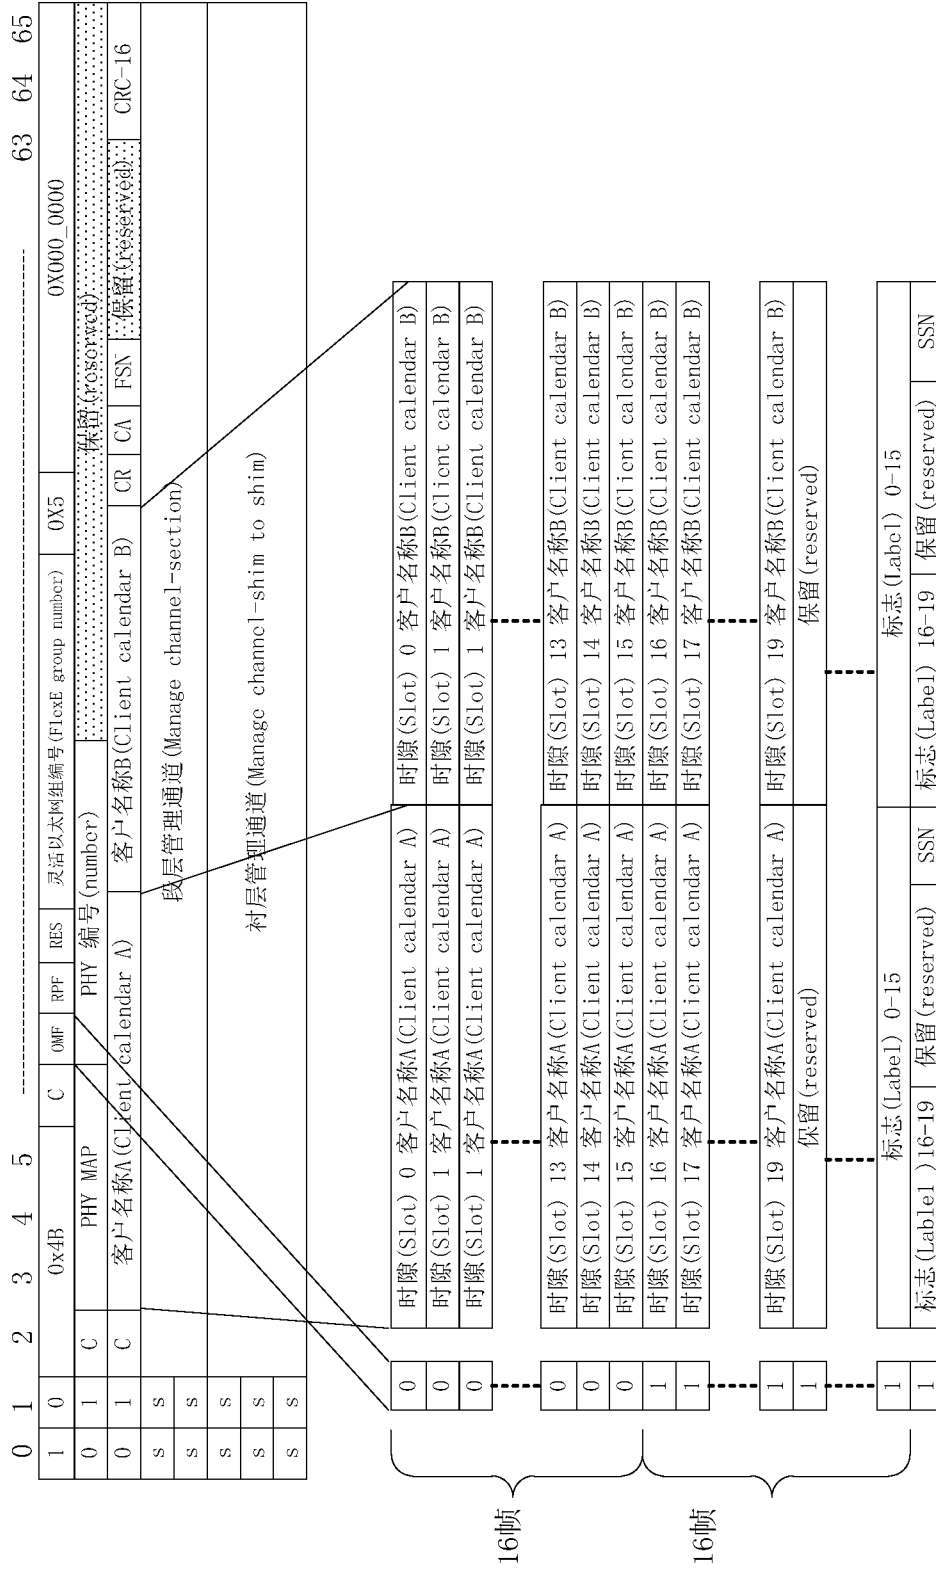 0 1 2 3 4 5 63 64 65
1 0 0x4B C OMF RPF RES 灵活以太网组编号(FlexE group number) 0X5 0X000_0000
0 1 C PHY MAP PHY 编号(number) 保留(reserved)
0 1 C 客户名称A(Client calendar A) 客户名称B(Client calendar B) CR CA FSN 保留(reserved) CRC-16
s s 段层管理通道(Manage channel-section)
s s
s s 衬层管理通道(Manage channel-shim to shim)
s s
s s
16帧
0 时隙(Slot) 0 客户名称A(Client calendar A) 时隙(Slot) 0 客户名称B(Client calendar B)
0 时隙(Slot) 1 客户名称A(Client calendar A) 时隙(Slot) 1 客户名称B(Client calendar B)
0 时隙(Slot) 1 客户名称A(Client calendar A) 时隙(Slot) 1 客户名称B(Client calendar B)
0 时隙(Slot) 13 客户名称A(Client calendar A) 时隙(Slot) 13 客户名称B(Client calendar B)
0 时隙(Slot) 14 客户名称A(Client calendar A) 时隙(Slot) 14 客户名称B(Client calendar B)
0 时隙(Slot) 15 客户名称A(Client calendar A) 时隙(Slot) 15 客户名称B(Client calendar B)
16帧
1 时隙(Slot) 16 客户名称A(Client calendar A) 时隙(Slot) 16 客户名称B(Client calendar B)
1 时隙(Slot) 17 客户名称A(Client calendar A) 时隙(Slot) 17 客户名称B(Client calendar B)
1 时隙(Slot) 19 客户名称A(Client calendar A) 时隙(Slot) 19 客户名称B(Client calendar B)
1 保留(reserved) 保留(reserved)
1 标志(Label) 0-15 标志(Label) 0-15
1 标志(Lablel )16-19 保留(reserved) SSN 标志(Label) 16-19 保留(reserved) SSN